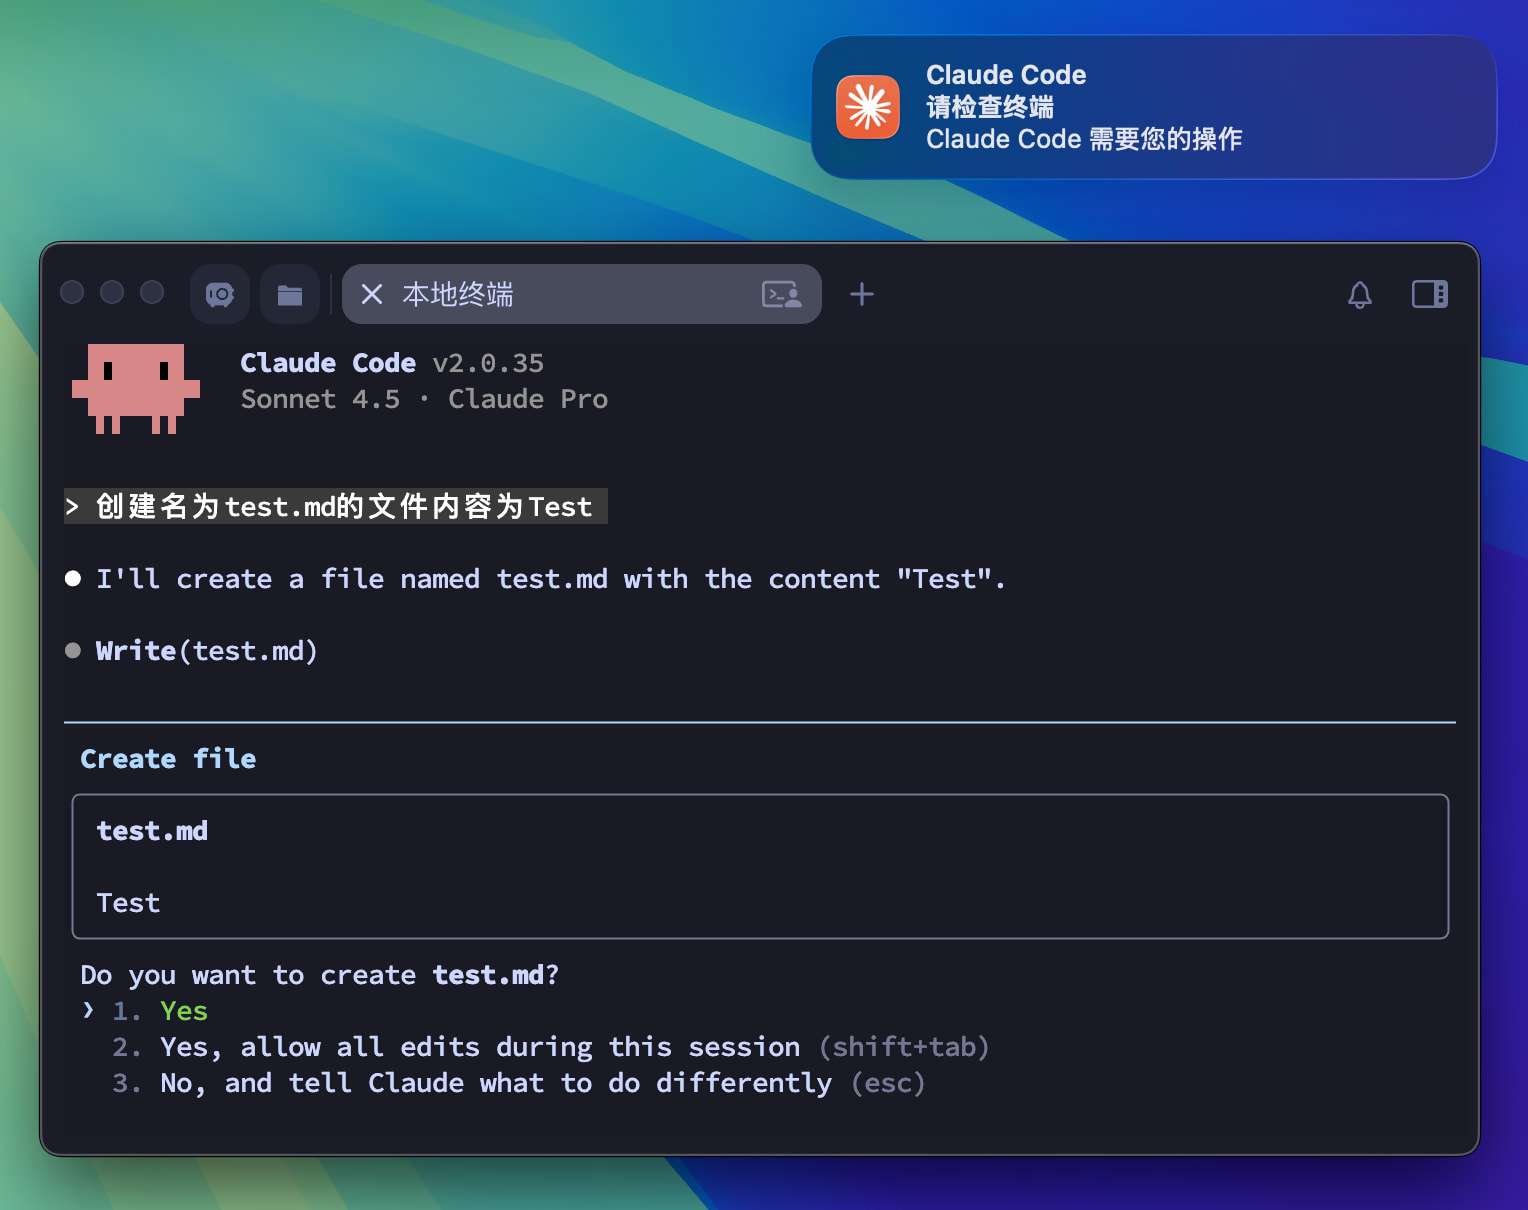 Claude Code
请检查终端
Claude Code 需要您的操作
本地终端
Claude Code v2.0.35
Sonnet 4.5 · Claude Pro
> 创建名为test.md的文件内容为Test
● I'll create a file named test.md with the content "Test".
● Write(test.md)
Create file
test.md
Test
Do you want to create test.md?
❯ 1. Yes
2. Yes, allow all edits during this session (shift+tab)
3. No, and tell Claude what to do differently (esc)